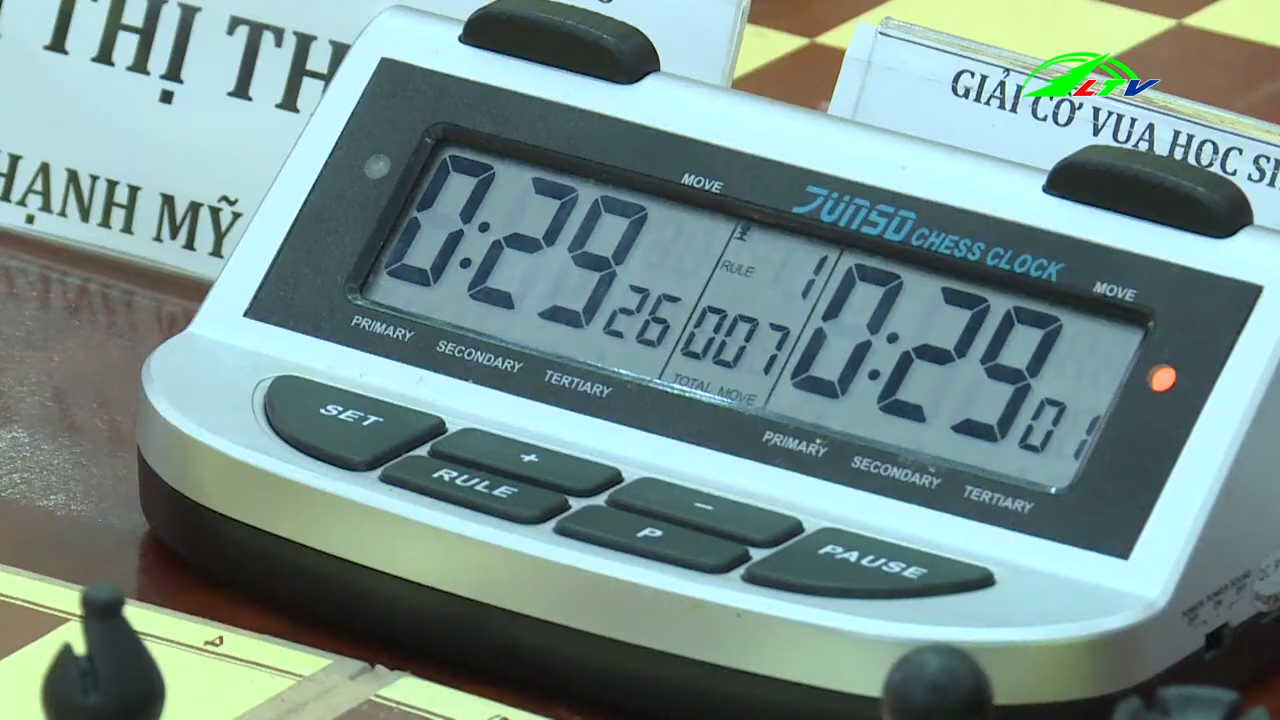 THỊ TH
HẠNH MỸ
GIẢI CỜ VUA HỌC SI
LTV
MOVE
JUNSD CHESS CLOCK
MOVE
0:29 26
RULE 1
007
TOTAL MOVE
0:29 01
PRIMARY SECONDARY TERTIARY
PRIMARY SECONDARY TERTIARY
SET + RULE
- P PAUSE